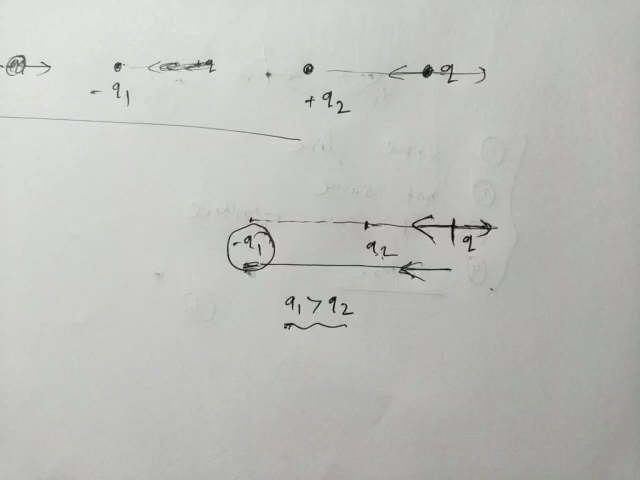 q
-q₁ +q₂
-q₁ q₂ q
q₁ > q₂